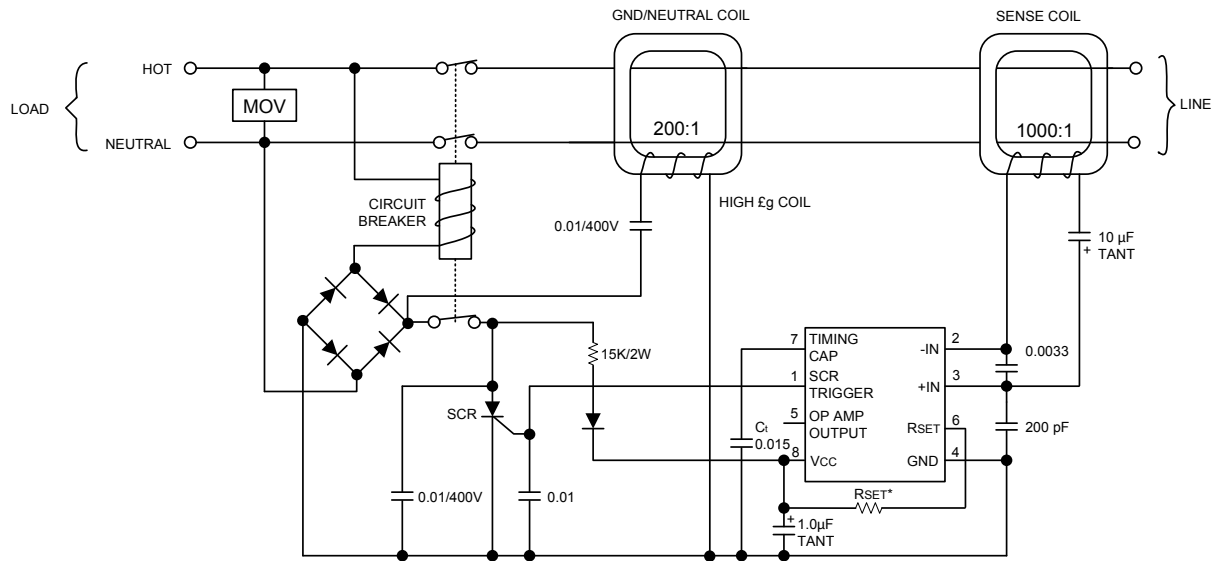 GND/NEUTRAL COIL
SENSE COIL
HOT
MOV
LOAD
200:1
1000:1
LINE
NEUTRAL
CIRCUIT
BREAKER
HIGH £g COIL
0.01/400V
10 µF
+
TANT
15K/2W
7
TIMING
CAP
2
-IN
0.0033
1
SCR
TRIGGER
3
+IN
SCR
5
OP AMP
OUTPUT
6
RSET
200 pF
Ct
0.015
8
VCC
4
GND
0.01/400V
0.01
RSET*
+
1.0µF
TANT